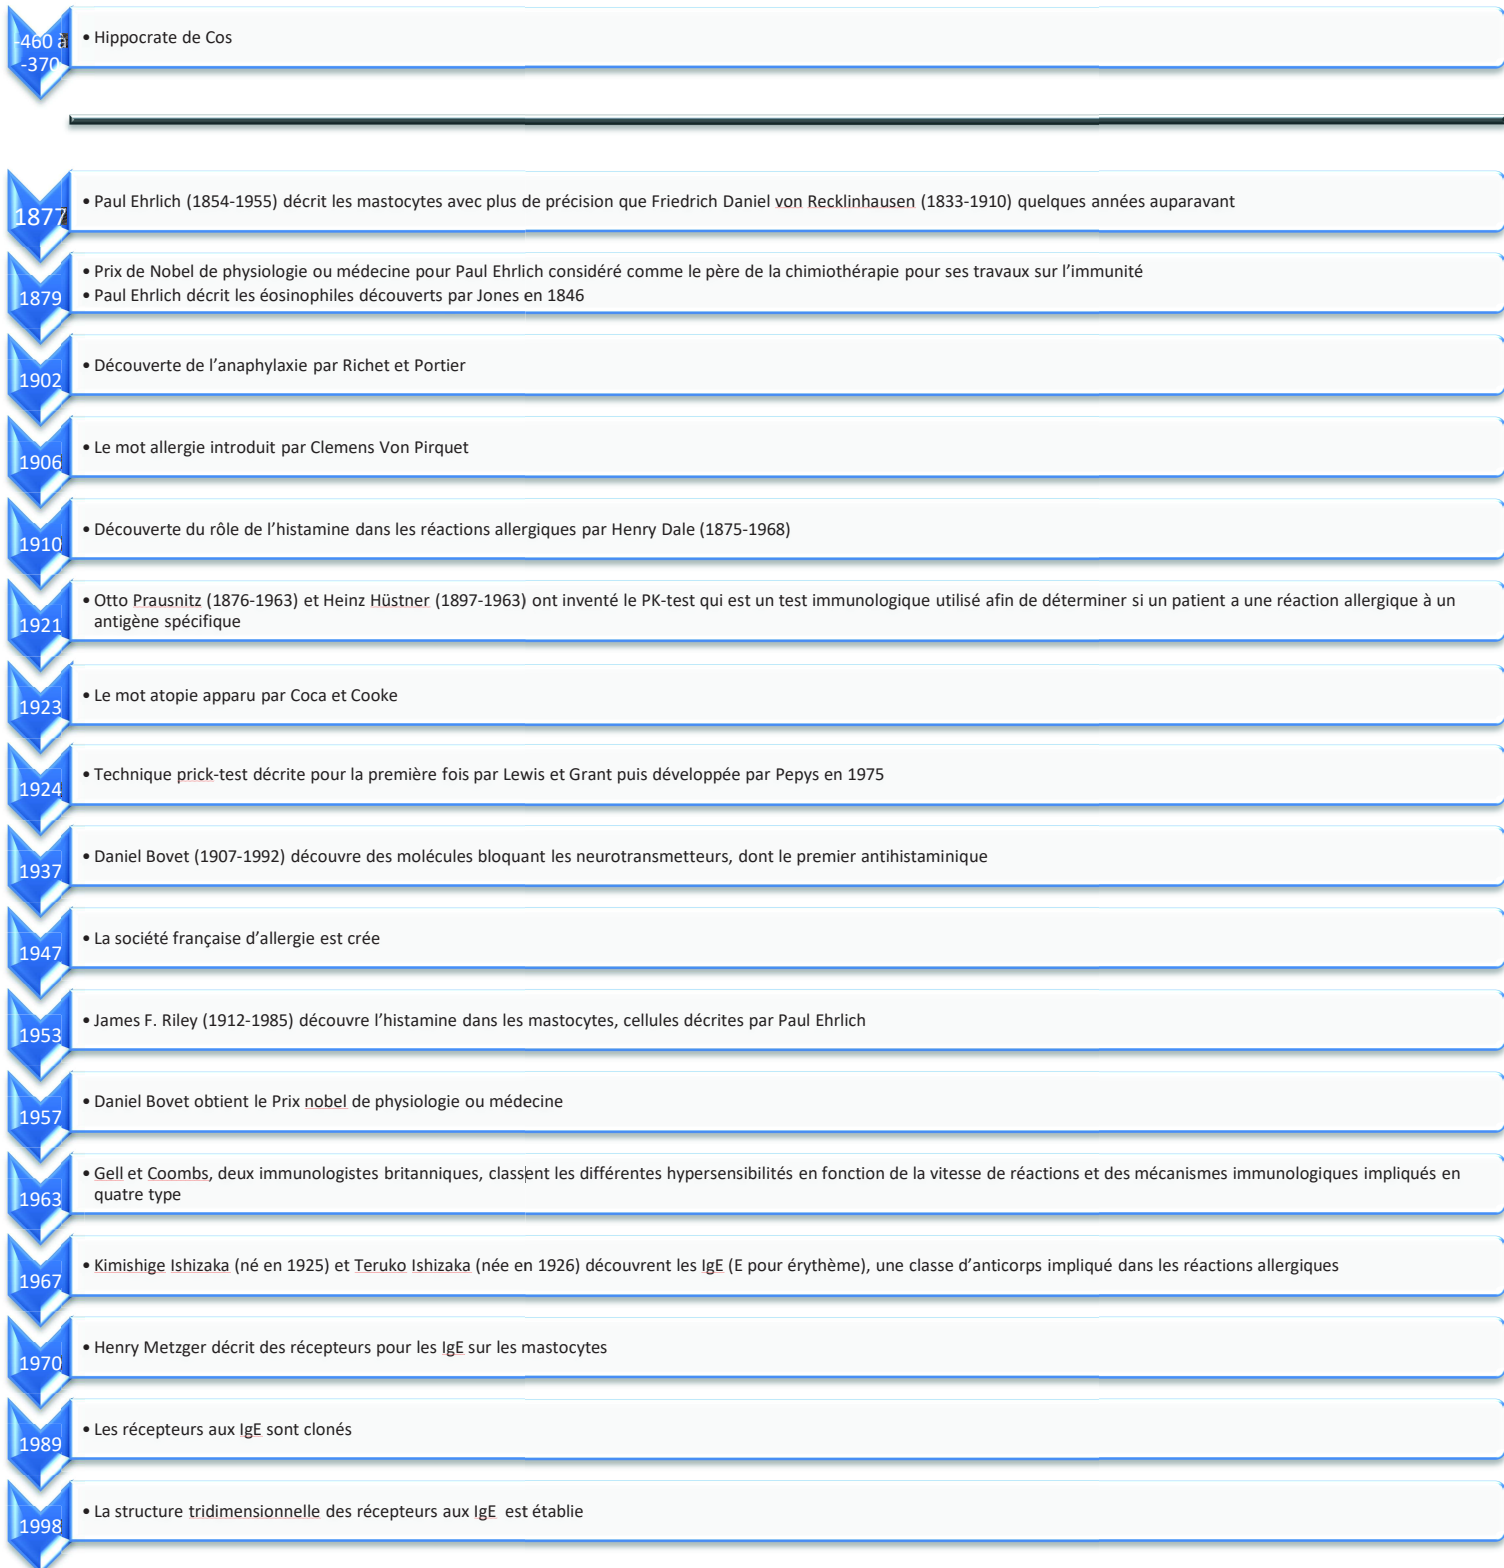 -460 à
-370
• Hippocrate de Cos
1877
• Paul Ehrlich (1854-1955) décrit les mastocytes avec plus de précision que Friedrich Daniel von Recklinhausen (1833-1910) quelques années auparavant
1879
• Prix de Nobel de physiologie ou médecine pour Paul Ehrlich considéré comme le père de la chimiothérapie pour ses travaux sur l’immunité
• Paul Ehrlich décrit les éosinophiles découverts par Jones en 1846
1902
• Découverte de l’anaphylaxie par Richet et Portier
1906
• Le mot allergie introduit par Clemens Von Pirquet
1910
• Découverte du rôle de l’histamine dans les réactions allergiques par Henry Dale (1875-1968)
1921
• Otto Prausnitz (1876-1963) et Heinz Hüstner (1897-1963) ont inventé le PK-test qui est un test immunologique utilisé afin de déterminer si un patient a une réaction allergique à un
antigène spécifique
1923
• Le mot atopie apparu par Coca et Cooke
1924
• Technique prick-test décrite pour la première fois par Lewis et Grant puis développée par Pepys en 1975
1937
• Daniel Bovet (1907-1992) découvre des molécules bloquant les neurotransmetteurs, dont le premier antihistaminique
1947
• La société française d’allergie est crée
1953
• James F. Riley (1912-1985) découvre l’histamine dans les mastocytes, cellules décrites par Paul Ehrlich
1957
• Daniel Bovet obtient le Prix nobel de physiologie ou médecine
1963
• Gell et Coombs, deux immunologistes britanniques, classent les différentes hypersensibilités en fonction de la vitesse de réactions et des mécanismes immunologiques impliqués en
quatre type
1967
• Kimishige Ishizaka (né en 1925) et Teruko Ishizaka (née en 1926) découvrent les IgE (E pour érythème), une classe d’anticorps impliqué dans les réactions allergiques
1970
• Henry Metzger décrit des récepteurs pour les IgE sur les mastocytes
1989
• Les récepteurs aux IgE sont clonés
1998
• La structure tridimensionnelle des récepteurs aux IgE est établie